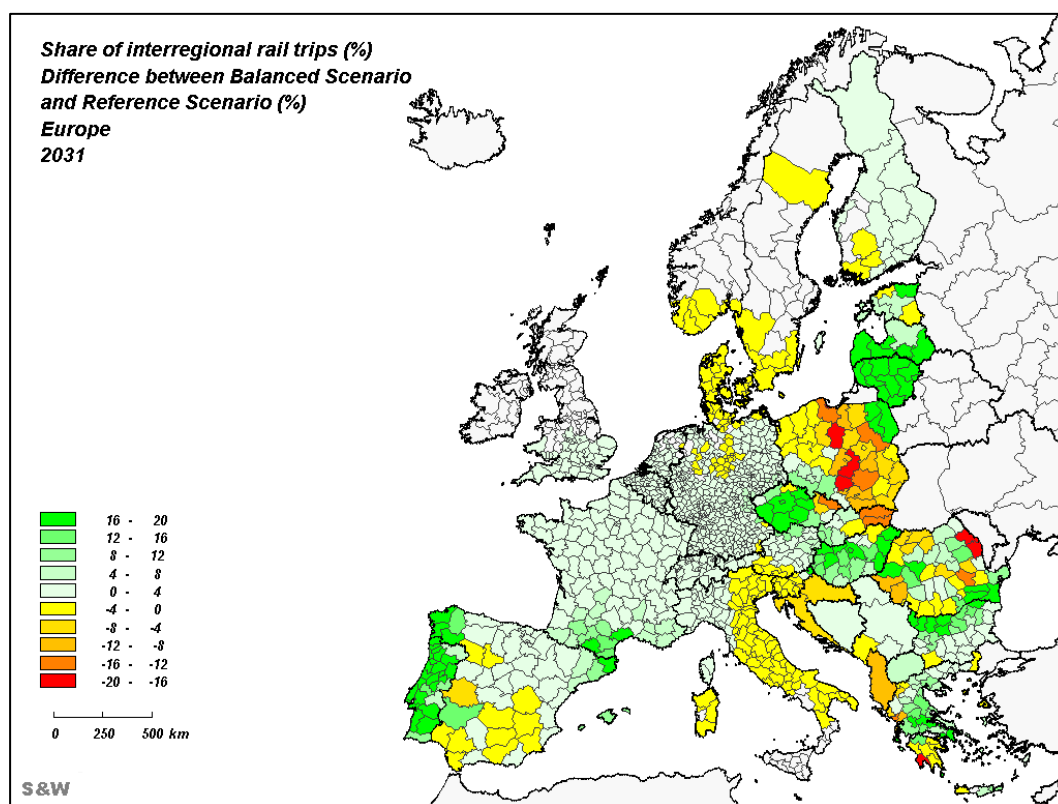 Share of interregional rail trips (%)
Difference between Balanced Scenario
and Reference Scenario (%)
Europe
2031
16 - 20
12 - 16
8 - 12
4 - 8
0 - 4
-4 - 0
-8 - -4
-12 - -8
-16 - -12
-20 - -16
0 250 500 km
S&W